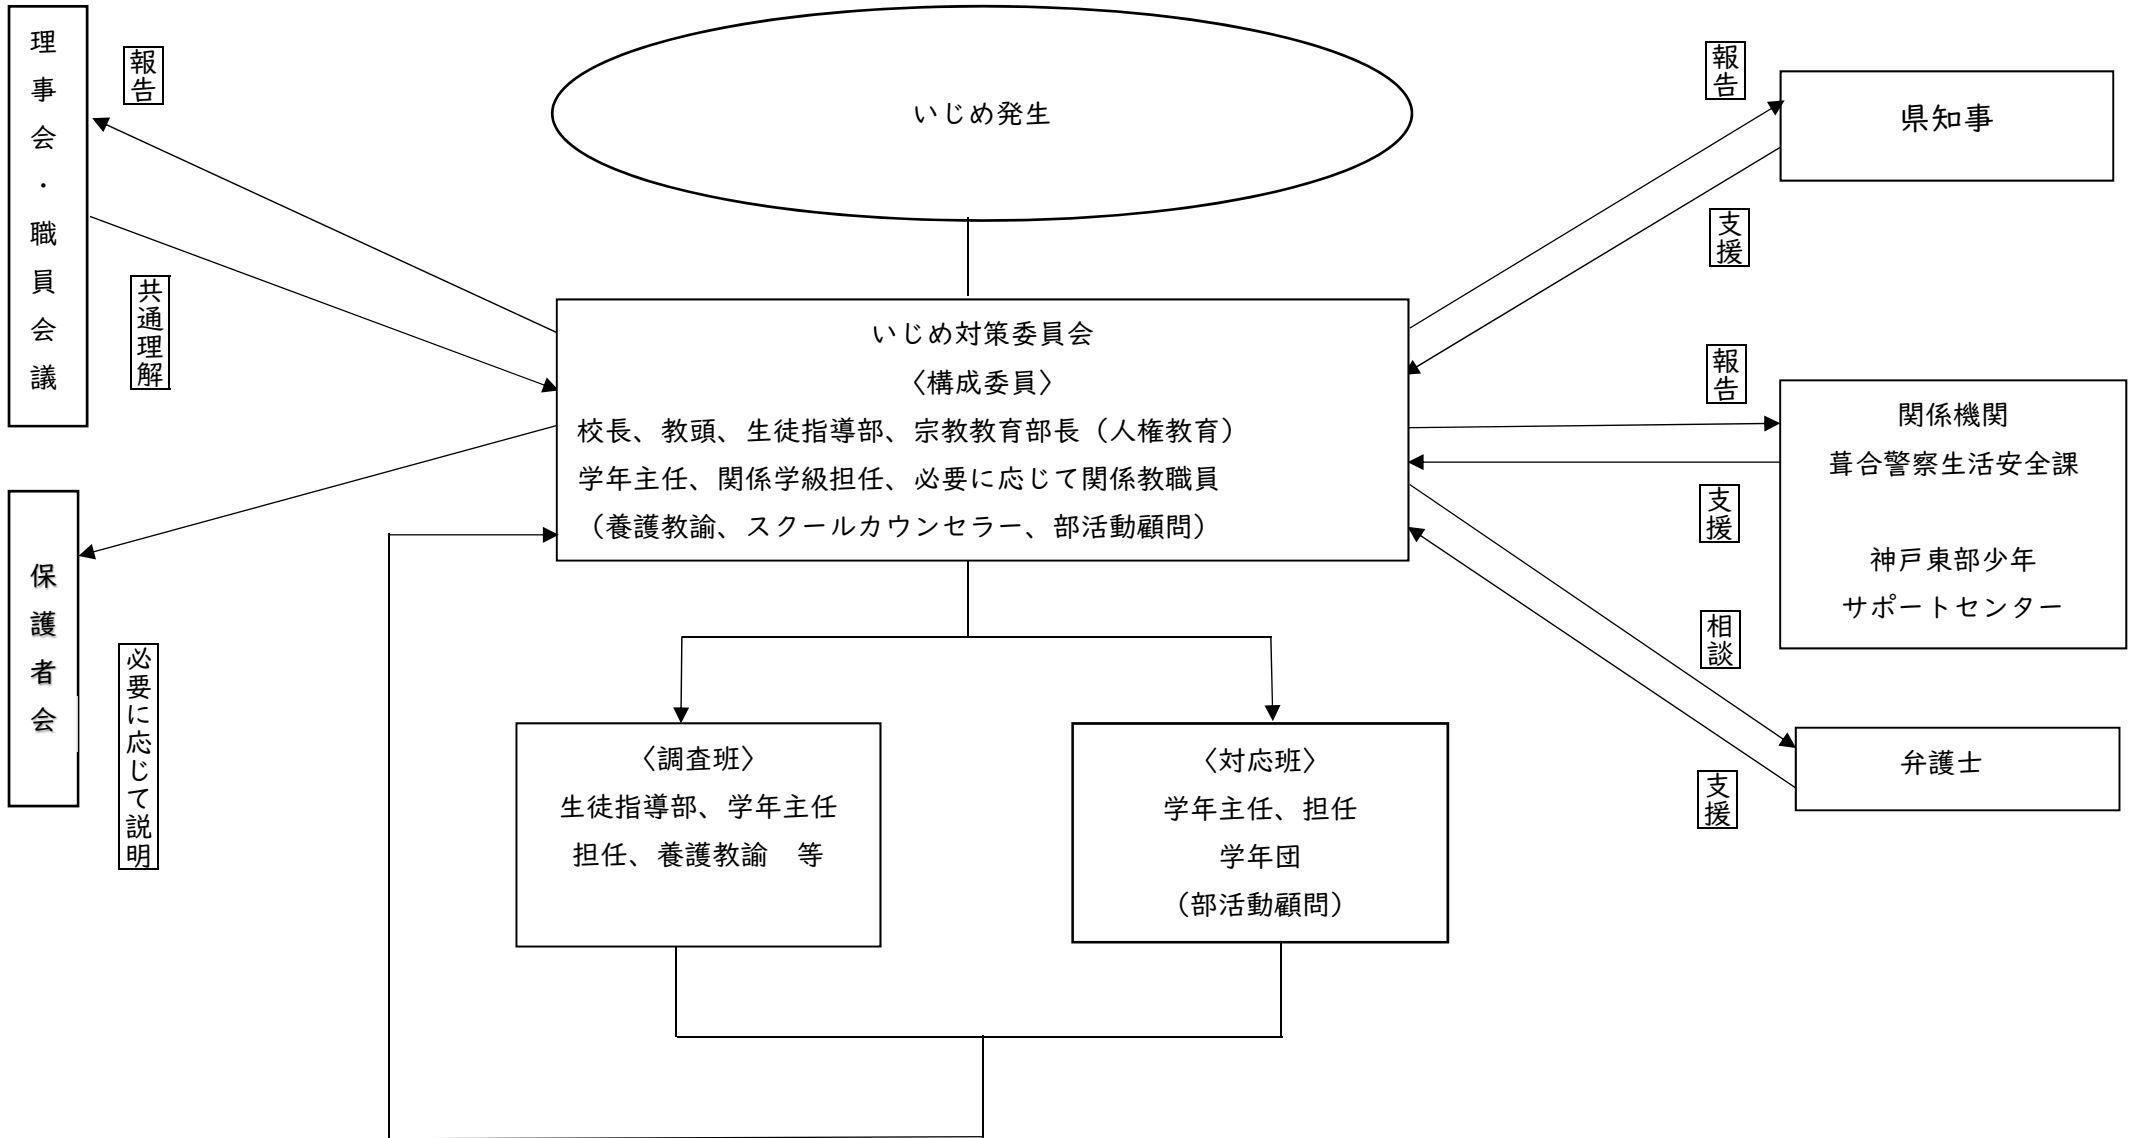 理事会・職員会議
報告
共通理解
保護者会
必要に応じて説明
いじめ発生
いじめ対策委員会
〈構成委員〉
校長、教頭、生徒指導部、宗教教育部長（人権教育）
学年主任、関係学級担任、必要に応じて関係教職員
（養護教諭、スクールカウンセラー、部活動顧問）
〈調査班〉
生徒指導部、学年主任
担任、養護教諭　等
〈対応班〉
学年主任、担任
学年団
（部活動顧問）
報告
県知事
支援
報告
関係機関
葺合警察生活安全課
神戸東部少年
サポートセンター
支援
相談
弁護士
支援